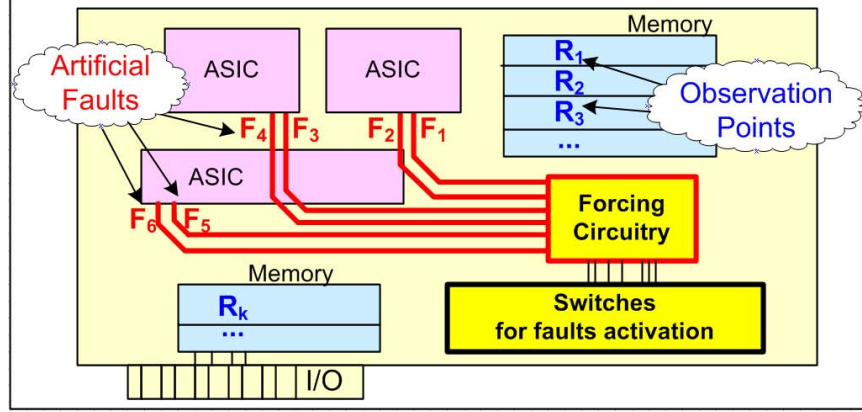 Artificial
Faults
ASIC
ASIC
Memory
R1
R2
R3
...
Observation
Points
F4 F3
F2 F1
ASIC
F6 F5
Forcing
Circuitry
Memory
Rk
...
Switches
for faults activation
I/O